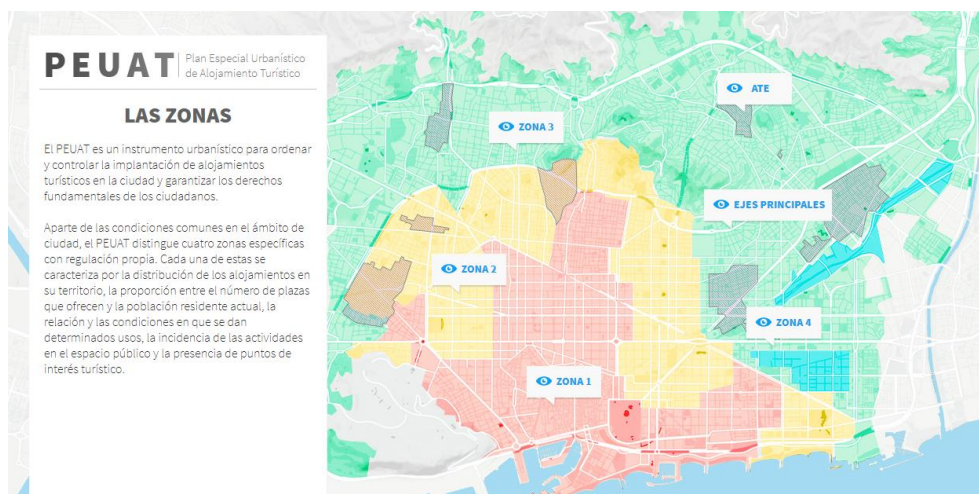 PEUAT
Plan Especial Urbanístico
de Alojamiento Turístico
LAS ZONAS
El PEUAT es un instrumento urbanístico para ordenar
y controlar la implantación de alojamientos
turísticos en la ciudad y garantizar los derechos
fundamentales de los ciudadanos.
Aparte de las condiciones comunes en el ámbito de
ciudad, el PEUAT distingue cuatro zonas específicas
con regulación propia. Cada una de estas se
caracteriza por la distribución de los alojamientos en
su territorio, la proporción entre el número de plazas
que ofrecen y la población residente actual, la
relación y las condiciones en que se dan
determinados usos, la incidencia de las actividades
en el espacio público y la presencia de puntos de
interés turístico.
ATE
ZONA 3
EJES PRINCIPALES
ZONA 2
ZONA 4
ZONA 1